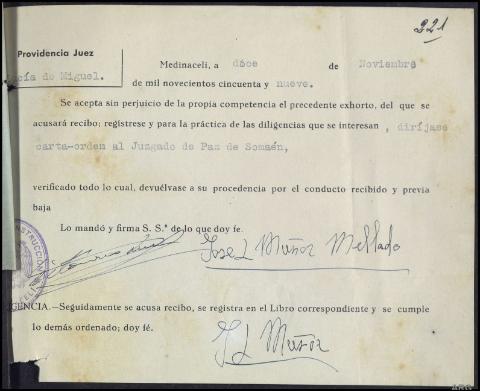 221
Providencia Juez
cía de Miguel.
Medinaceli, a dóce de Noviembre
de mil novecientos cincuenta y nueve.
Se acepta sin perjuicio de la propia competencia el precedente exhorto, del que se
acusará recibo; regístrese y para la práctica de las diligencias que se interesan , diríjase
carta-orden al Juzgado de Paz de Somaén,
verificado todo lo cual, devuélvase a su procedencia por el conducto recibido y previa
baja
Lo mandó y firma S. S.ª de lo que doy fe.
Jose L Muñoz Mellado
GENCIA.—Seguidamente se acusa recibo, se registra en el Libro correspondiente y se cumple
lo demás ordenado; doy fé.
JL Muñoz